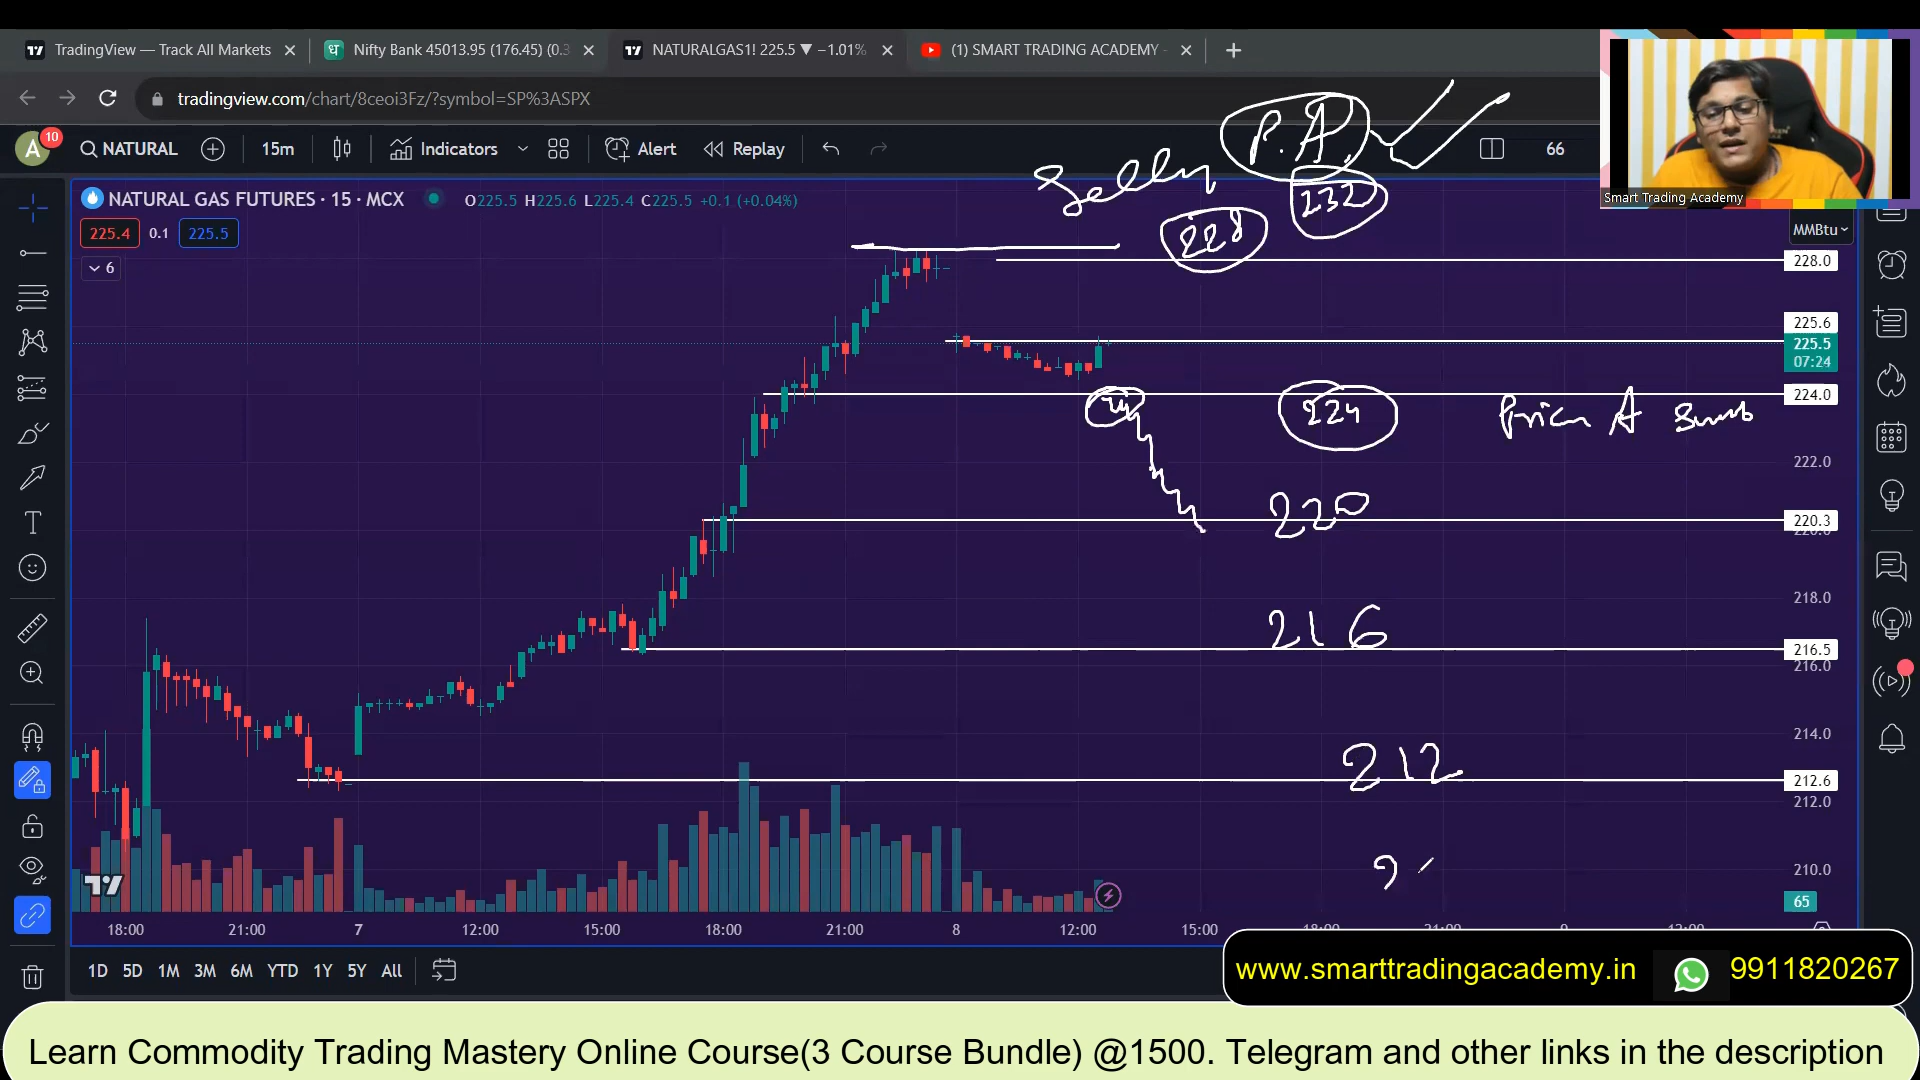 TradingView — Track All Markets
Nifty Bank 45013.95 (176.45) (0.3
NATURALGAS1! 225.5 ▼ −1.01%
(1) SMART TRADING ACADEMY -
tradingview.com/chart/8ceoi3Fz/?symbol=SP%3ASPX
A 10
NATURAL
15m
Indicators
Alert
Replay
66
P.A.
232
228
Smart Trading Academy
NATURAL GAS FUTURES · 15 · MCX
O225.5 H225.6 L225.4 C225.5 +0.1 (+0.04%)
225.4 0.1 225.5
6
MMBtu
228.0
225.6
225.5
07:24
224.0
224
222.0
220
220.3
220.0
218.0
216
216.5
216.0
214.0
212
212.6
212.0
210.0
65
18:00 21:00 7 12:00 15:00 18:00 21:00 8 12:00 15:00
1D 5D 1M 3M 6M YTD 1Y 5Y All
www.smarttradingacademy.in 9911820267
Learn Commodity Trading Mastery Online Course(3 Course Bundle) @1500. Telegram and other links in the description